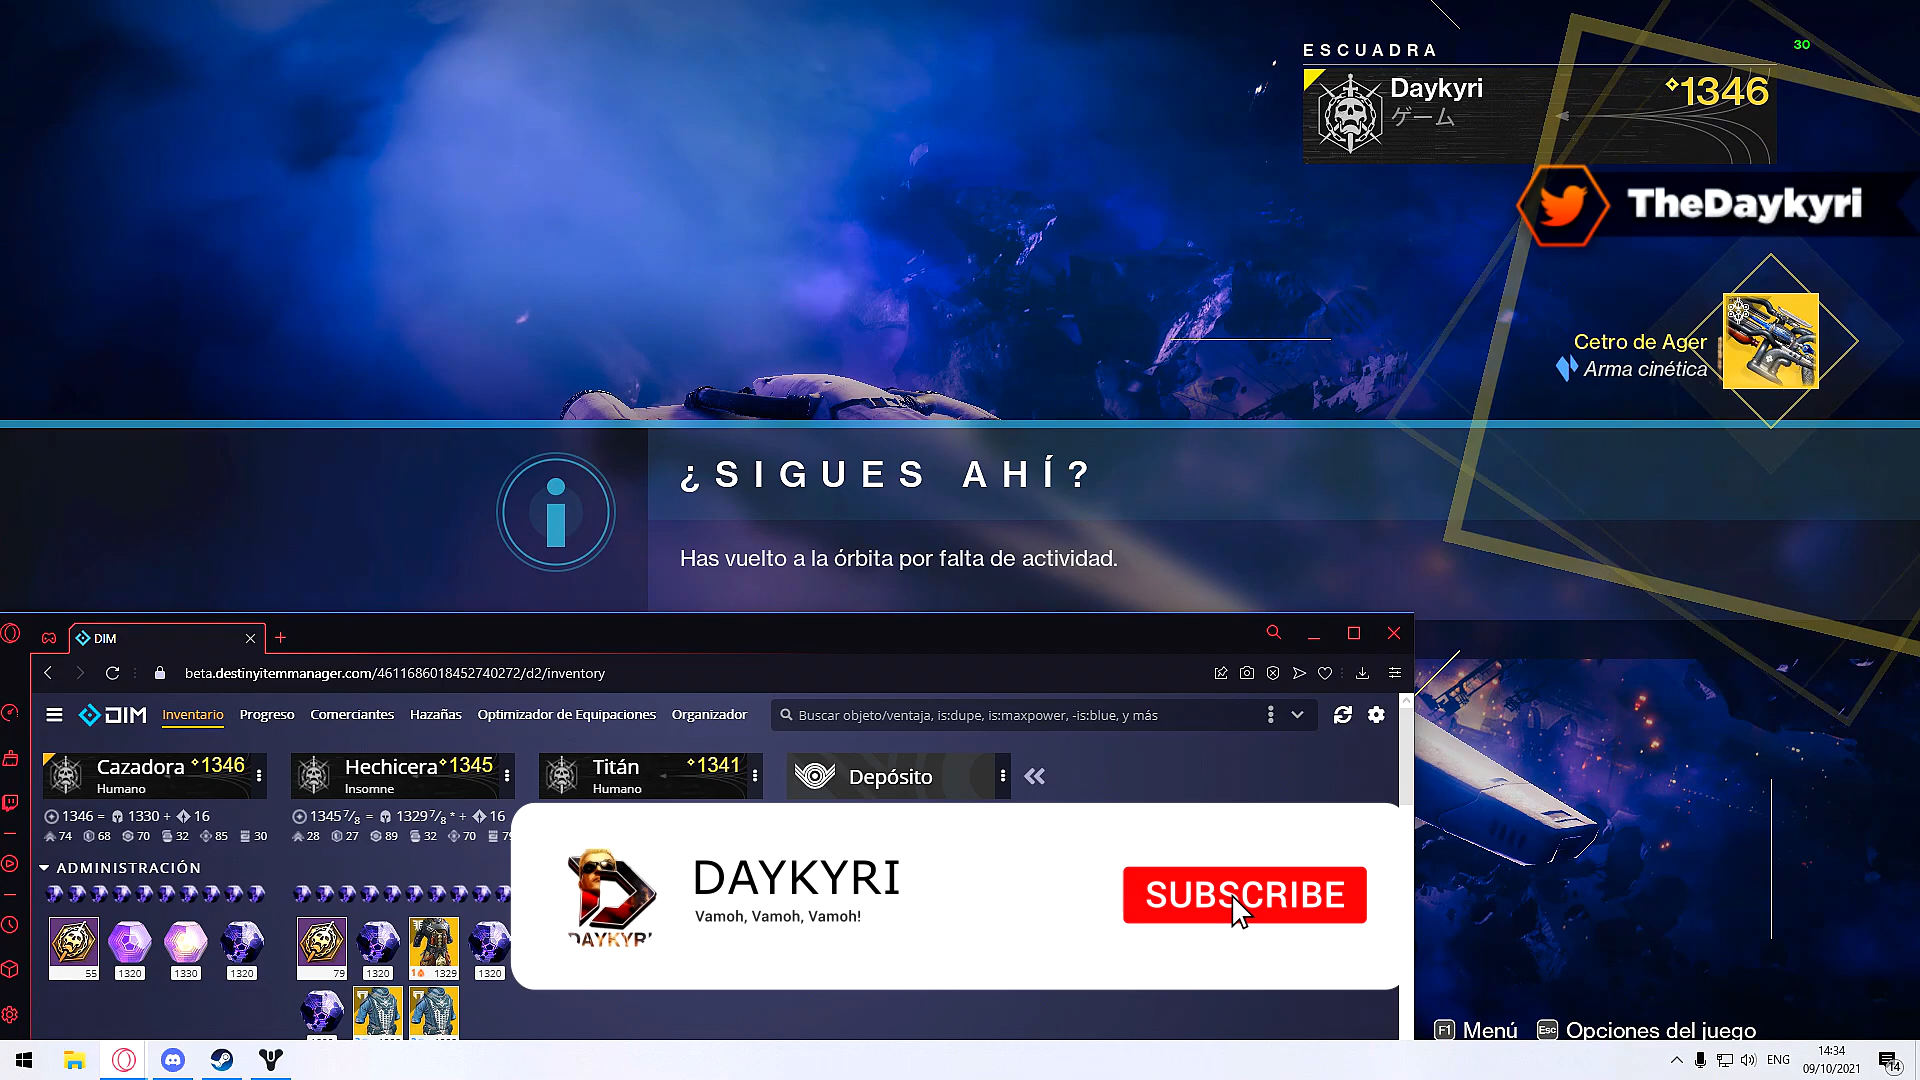 ESCUADRA
30
Daykyri
1346
ゲーム
TheDaykyri
Cetro de Ager
Arma cinética
¿SIGUES AHÍ?
Has vuelto a la órbita por falta de actividad.
DIM
beta.destinyitemmanager.com/4611686018452740272/d2/inventory
DIM Inventario Progreso Comerciantes Hazañas Optimizador de Equipaciones Organizador Buscar objeto/ventaja, is:dupe, is:maxpower, -is:blue, y más
Cazadora 1346
Humano
Hechicera 1345
Insomne
Titán 1341
Humano
Depósito
1346 = 1330 + 16
1345 7/8 = 1329 7/8 * + 16
74 68 70 32 85 30
28 27 89 32 70 79
ADMINISTRACIÓN
55 1320 1330 1320
79 1320 1329 1320
DAYKYRI
DAYKYRI
Vamoh, Vamoh, Vamoh!
SUBSCRIBE
F1 Menú Esc Opciones del juego
ENG
14:34
09/10/2021
14